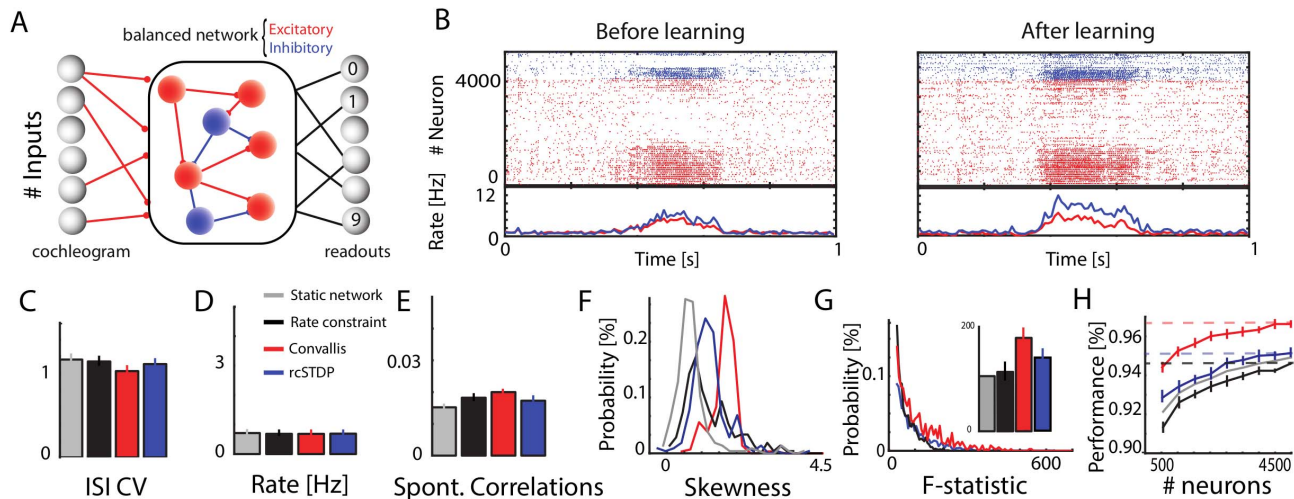 A
balanced network
Excitatory
Inhibitory
# Inputs
0
1
9
cochleogram
readouts
B
Before learning
After learning
# Neuron
4000
0
Rate [Hz]
12
0
0
1
Time [s]
0
1
Time [s]
C
1
0
ISI CV
D
3
0
Rate [Hz]
Static network
Rate constraint
Convallis
rcSTDP
E
0.03
0
Spont. Correlations
F
Probability [%]
0.2
0.1
0
0
4.5
Skewness
G
Probability [%]
0.1
0
0
600
200
0
F-statistic
H
Performance [%]
0.96
0.94
0.92
0.90
500
4500
# neurons